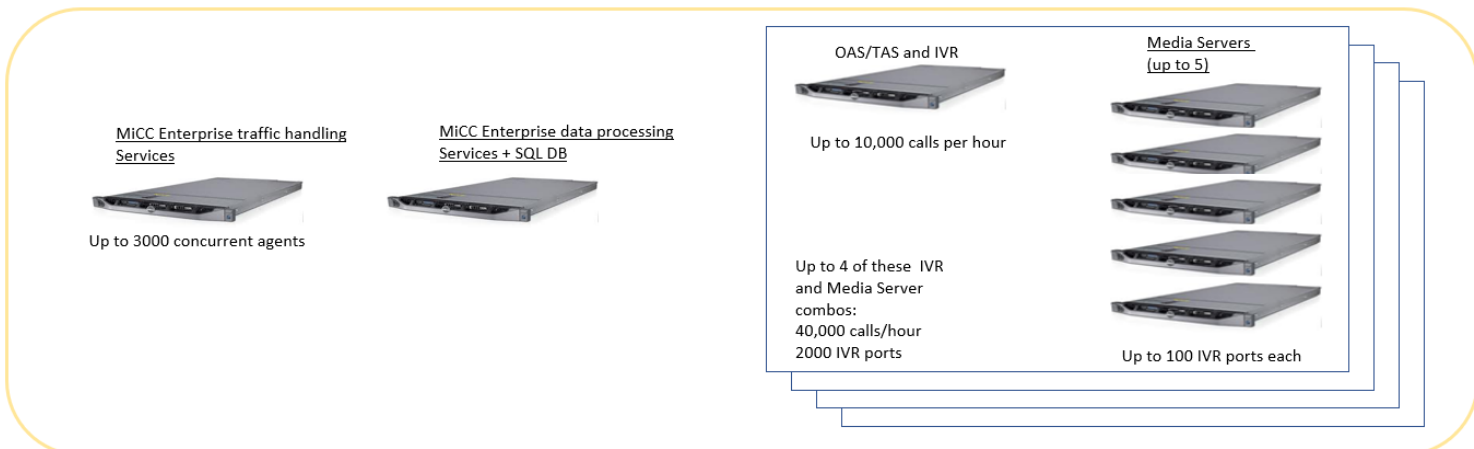 MiCC Enterprise traffic handling
Services
Up to 3000 concurrent agents
MiCC Enterprise data processing
Services + SQL DB
OAS/TAS and IVR
Up to 10,000 calls per hour
Up to 4 of these IVR
and Media Server
combos:
40,000 calls/hour
2000 IVR ports
Media Servers
(up to 5)
Up to 100 IVR ports each